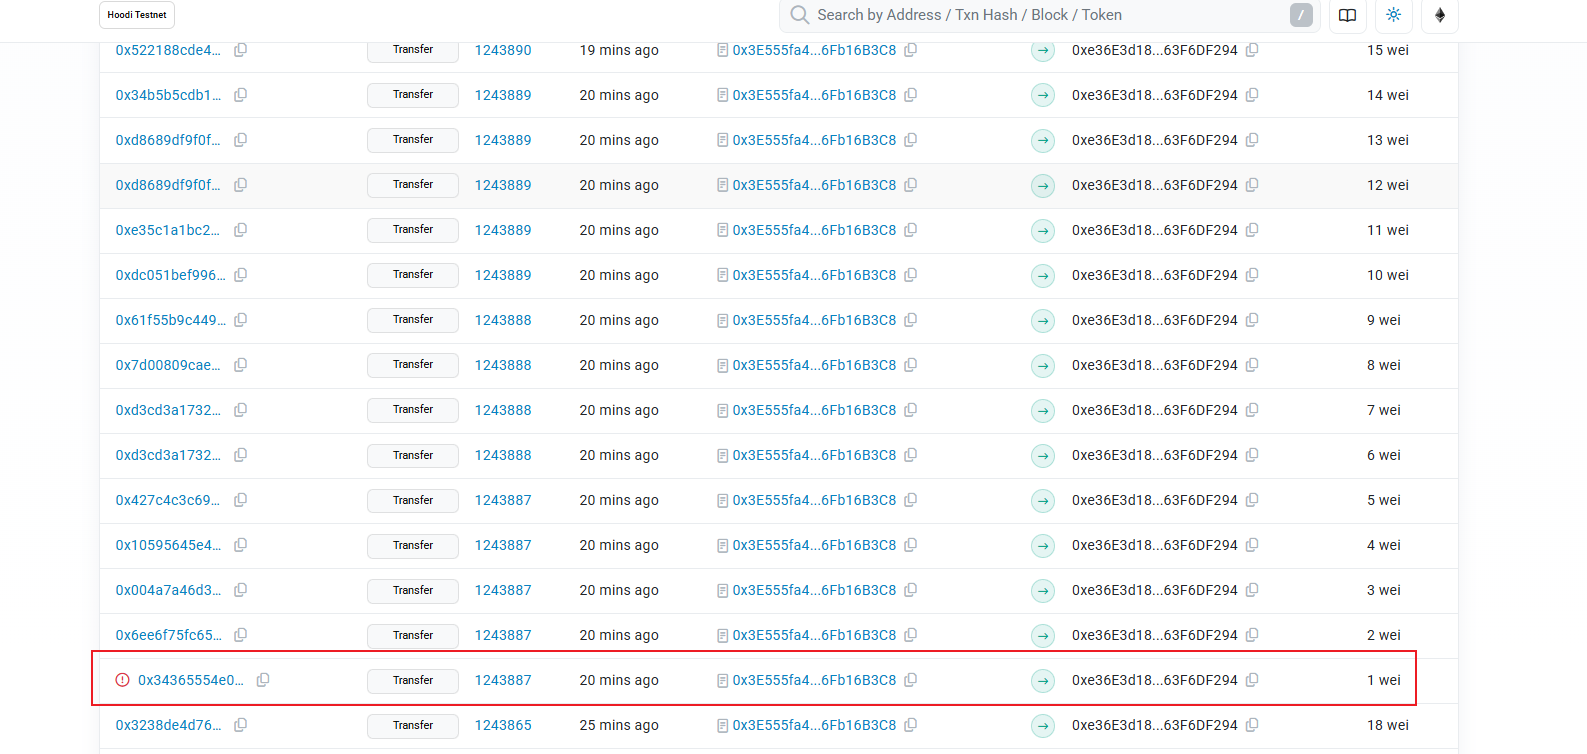 Hoodi Testnet
Search by Address / Txn Hash / Block / Token /
0x522188cde4... Transfer 1243890 19 mins ago 0x3E555fa4...6Fb16B3C8 0xe36E3d18...63F6DF294 15 wei
0x34b5b5cdb1... Transfer 1243889 20 mins ago 0x3E555fa4...6Fb16B3C8 0xe36E3d18...63F6DF294 14 wei
0xd8689df9f0f... Transfer 1243889 20 mins ago 0x3E555fa4...6Fb16B3C8 0xe36E3d18...63F6DF294 13 wei
0xd8689df9f0f... Transfer 1243889 20 mins ago 0x3E555fa4...6Fb16B3C8 0xe36E3d18...63F6DF294 12 wei
0xe35c1a1bc2... Transfer 1243889 20 mins ago 0x3E555fa4...6Fb16B3C8 0xe36E3d18...63F6DF294 11 wei
0xdc051bef996... Transfer 1243889 20 mins ago 0x3E555fa4...6Fb16B3C8 0xe36E3d18...63F6DF294 10 wei
0x61f55b9c449... Transfer 1243888 20 mins ago 0x3E555fa4...6Fb16B3C8 0xe36E3d18...63F6DF294 9 wei
0x7d00809cae... Transfer 1243888 20 mins ago 0x3E555fa4...6Fb16B3C8 0xe36E3d18...63F6DF294 8 wei
0xd3cd3a1732... Transfer 1243888 20 mins ago 0x3E555fa4...6Fb16B3C8 0xe36E3d18...63F6DF294 7 wei
0xd3cd3a1732... Transfer 1243888 20 mins ago 0x3E555fa4...6Fb16B3C8 0xe36E3d18...63F6DF294 6 wei
0x427c4c3c69... Transfer 1243887 20 mins ago 0x3E555fa4...6Fb16B3C8 0xe36E3d18...63F6DF294 5 wei
0x10595645e4... Transfer 1243887 20 mins ago 0x3E555fa4...6Fb16B3C8 0xe36E3d18...63F6DF294 4 wei
0x004a7a46d3... Transfer 1243887 20 mins ago 0x3E555fa4...6Fb16B3C8 0xe36E3d18...63F6DF294 3 wei
0x6ee6f75fc65... Transfer 1243887 20 mins ago 0x3E555fa4...6Fb16B3C8 0xe36E3d18...63F6DF294 2 wei
0x34365554e0... Transfer 1243887 20 mins ago 0x3E555fa4...6Fb16B3C8 0xe36E3d18...63F6DF294 1 wei
0x3238de4d76... Transfer 1243865 25 mins ago 0x3E555fa4...6Fb16B3C8 0xe36E3d18...63F6DF294 18 wei